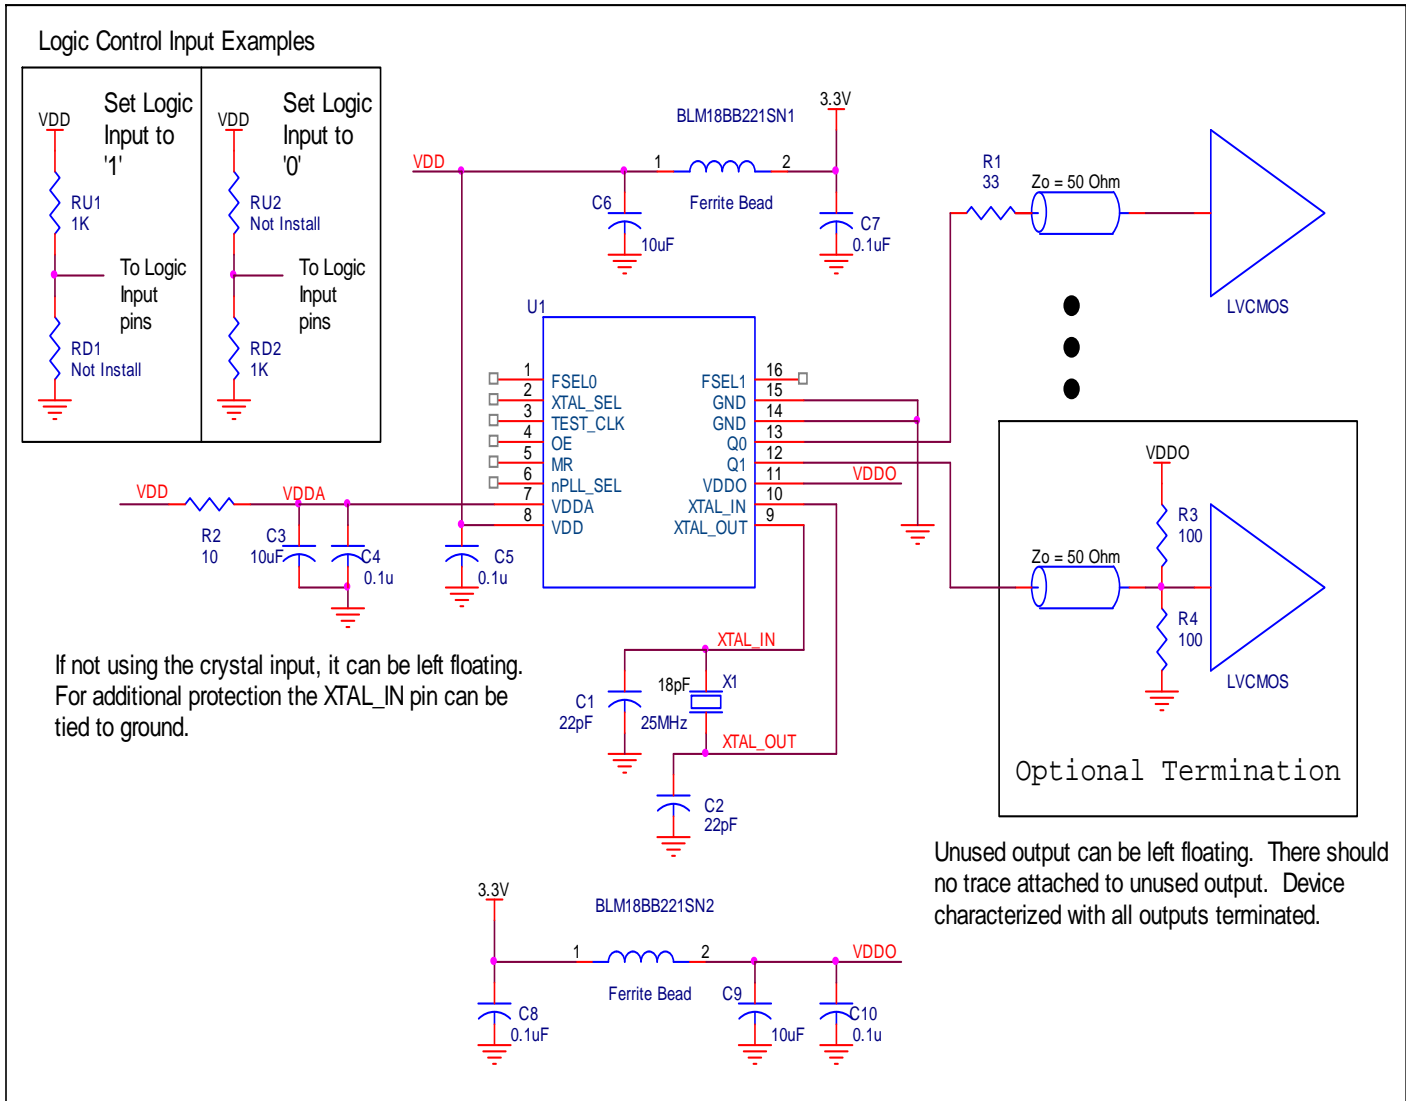 Logic Control Input Examples
Set Logic
Input to
'1'
VDD
RU1
1K
To Logic
Input
pins
RD1
Not Install
Set Logic
Input to
'0'
VDD
RU2
Not Install
To Logic
Input
pins
RD2
1K
VDD
BLM18BB221SN1
3.3V
1
2
Ferrite Bead
C6
10uF
C7
0.1uF
R1
33
Zo = 50 Ohm
LVCMOS
U1
1
FSEL0
2
XTAL_SEL
3
TEST_CLK
4
OE
5
MR
6
nPLL_SEL
7
VDDA
8
VDD
16
FSEL1
15
GND
14
GND
13
Q0
12
Q1
11
VDDO
10
XTAL_IN
9
XTAL_OUT
VDDO
VDD
R2
10
VDDA
C3
10uF
C4
0.1u
C5
0.1u
VDDO
R3
100
Zo = 50 Ohm
R4
100
LVCMOS
Optional Termination
If not using the crystal input, it can be left floating.
For additional protection the XTAL_IN pin can be
tied to ground.
XTAL_IN
C1
22pF
18pF
X1
25MHz
XTAL_OUT
C2
22pF
Unused output can be left floating. There should
no trace attached to unused output. Device
characterized with all outputs terminated.
3.3V
BLM18BB221SN2
1
2
VDDO
Ferrite Bead
C8
0.1uF
C9
10uF
C10
0.1u